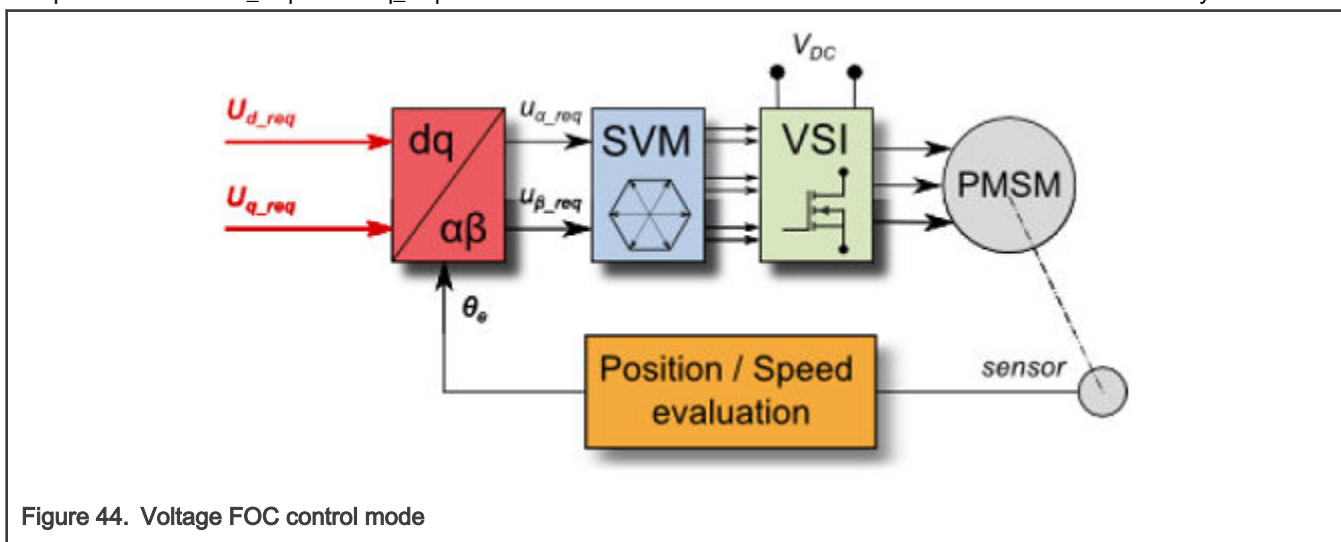 V_DC
U_d_req
u_α_req
dq
SVM
VSI
PMSM
U_q_req
u_β_req
αβ
θ_e
Position / Speed
evaluation
sensor
Figure 44. Voltage FOC control mode